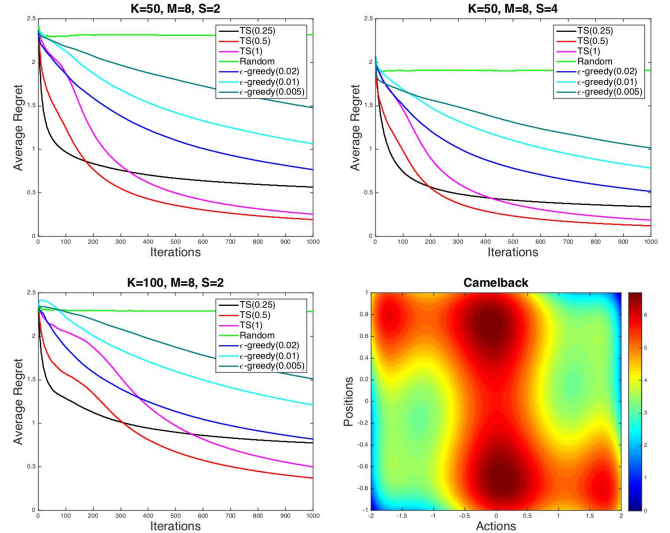 K=50, M=8, S=2
Average Regret
2.5
2
1.5
1
0.5
0
0 100 200 300 400 500 600 700 800 900 1000
Iterations
TS(0.25)
TS(0.5)
TS(1)
Random
ϵ-greedy(0.02)
ϵ-greedy(0.01)
ϵ-greedy(0.005)
K=50, M=8, S=4
Average Regret
2.5
2
1.5
1
0.5
0
0 100 200 300 400 500 600 700 800 900 1000
Iterations
TS(0.25)
TS(0.5)
TS(1)
Random
ϵ-greedy(0.02)
ϵ-greedy(0.01)
ϵ-greedy(0.005)
K=100, M=8, S=2
Average Regret
2.5
2
1.5
1
0.5
0
0 100 200 300 400 500 600 700 800 900 1000
Iterations
TS(0.25)
TS(0.5)
TS(1)
Random
ϵ-greedy(0.02)
ϵ-greedy(0.01)
ϵ-greedy(0.005)
Camelback
Positions
1
0.8
0.6
0.4
0.2
0
-0.2
-0.4
-0.6
-0.8
-1
-2 -1.5 -1 -0.5 0 0.5 1 1.5 2
Actions
6
5
4
3
2
1
0